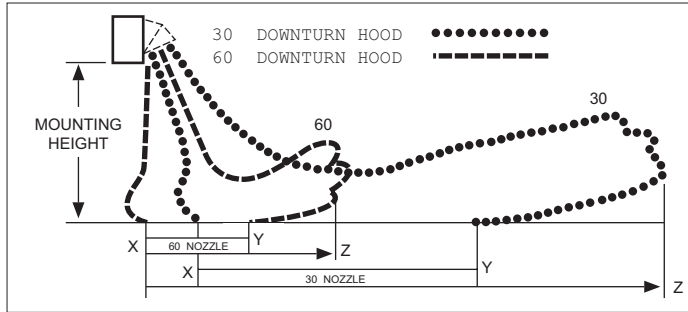 30 DOWNTURN HOOD
60 DOWNTURN HOOD
60
30
MOUNTING
HEIGHT
X
60 NOZZLE
Y
Z
X
30 NOZZLE
Y
Z